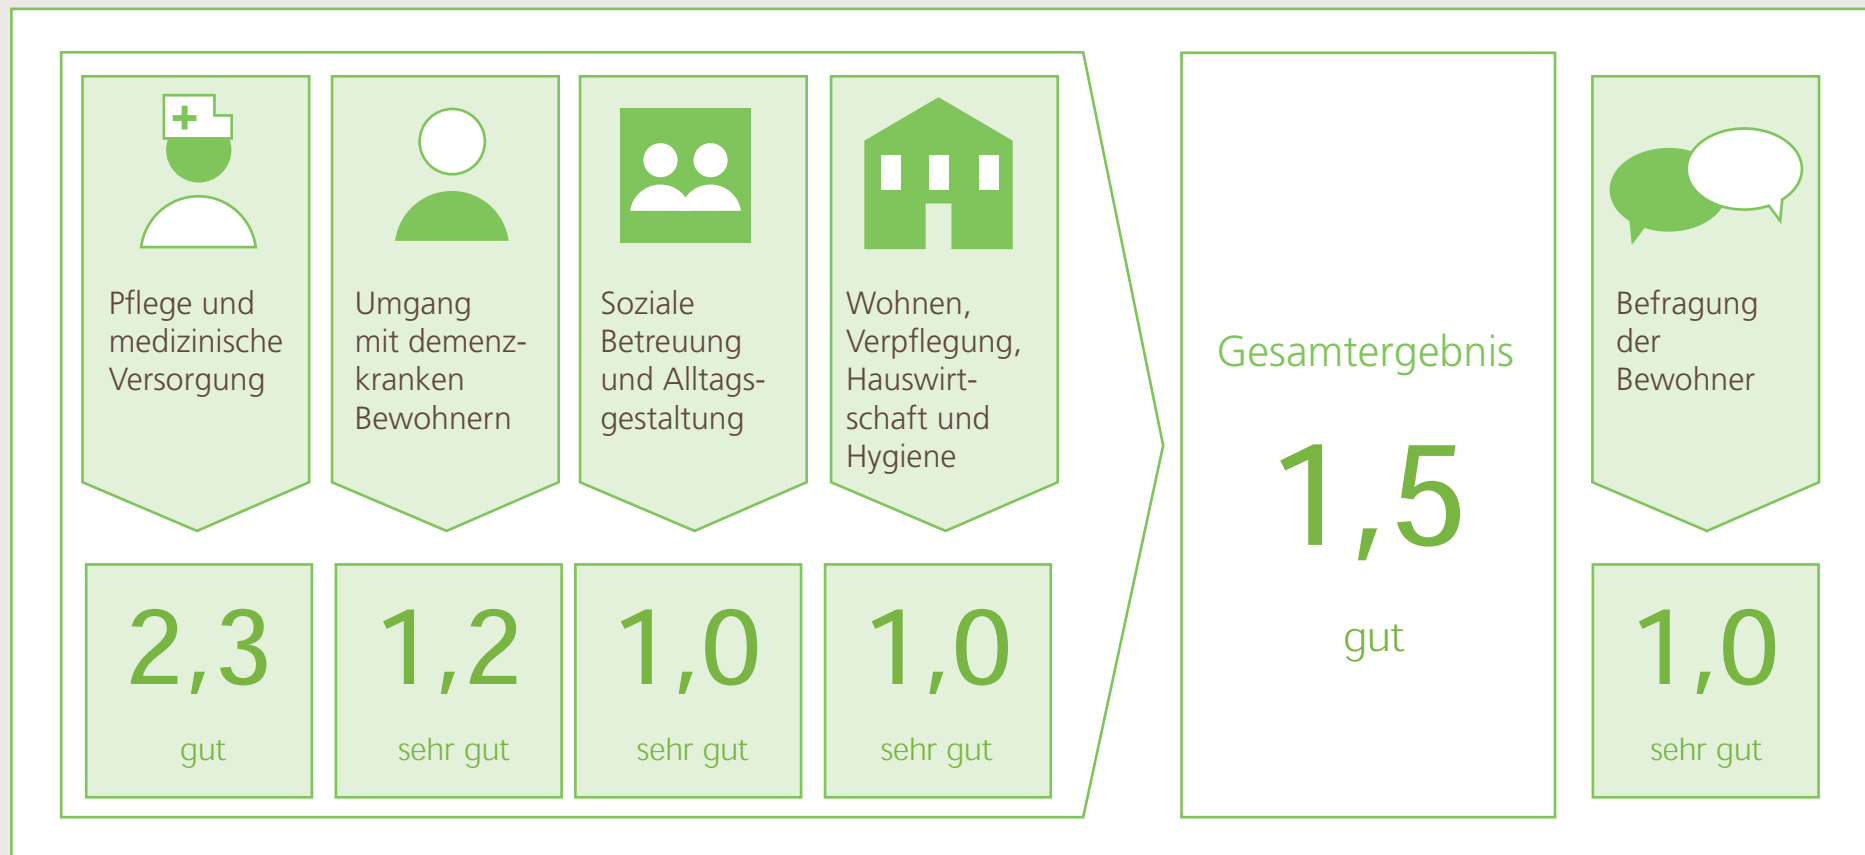 Pflege und
medizinische
Versorgung
2,3
gut
Umgang
mit demenz-
kranken
Bewohnern
1,2
sehr gut
Soziale
Betreuung
und Alltags-
gestaltung
1,0
sehr gut
Wohnen,
Verpflegung,
Hauswirt-
schaft und
Hygiene
1,0
sehr gut
Gesamtergebnis
1,5
gut
Befragung
der
Bewohner
1,0
sehr gut